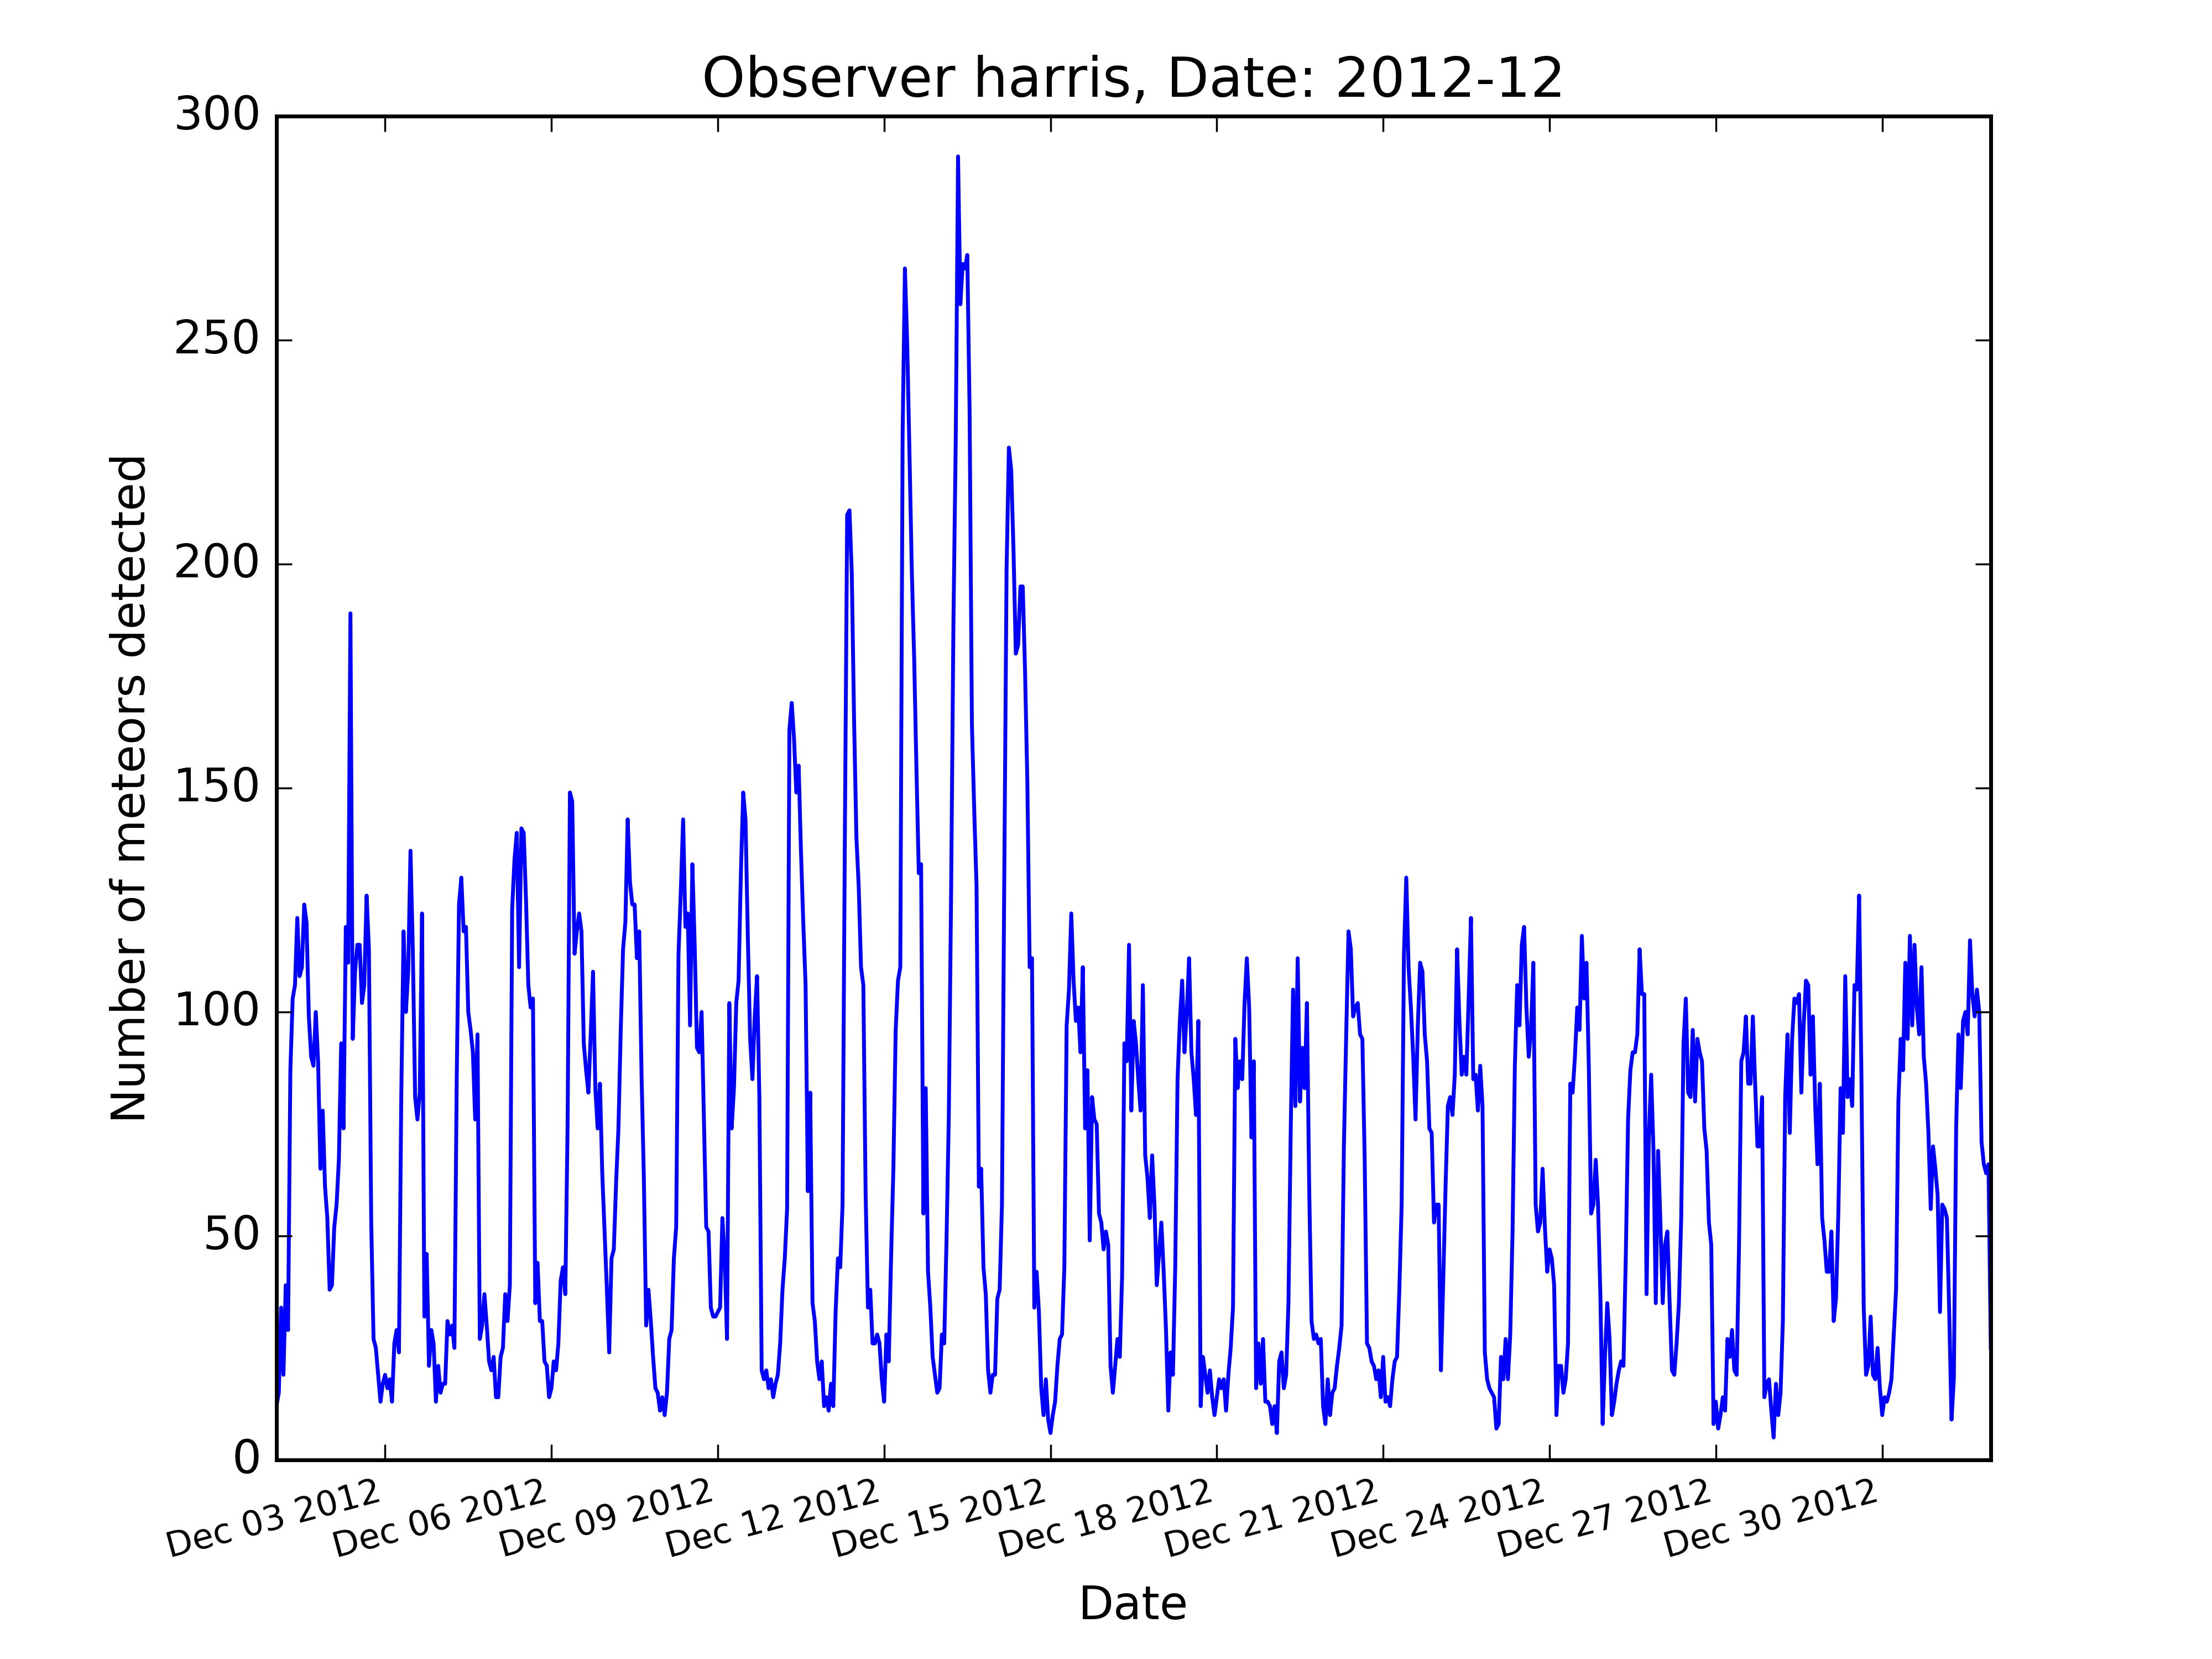 Observer harris, Date: 2012-12
300
250
200
150
100
50
0
Number of meteors detected
Dec 03 2012
Dec 06 2012
Dec 09 2012
Dec 12 2012
Dec 15 2012
Dec 18 2012
Dec 21 2012
Dec 24 2012
Dec 27 2012
Dec 30 2012
Date